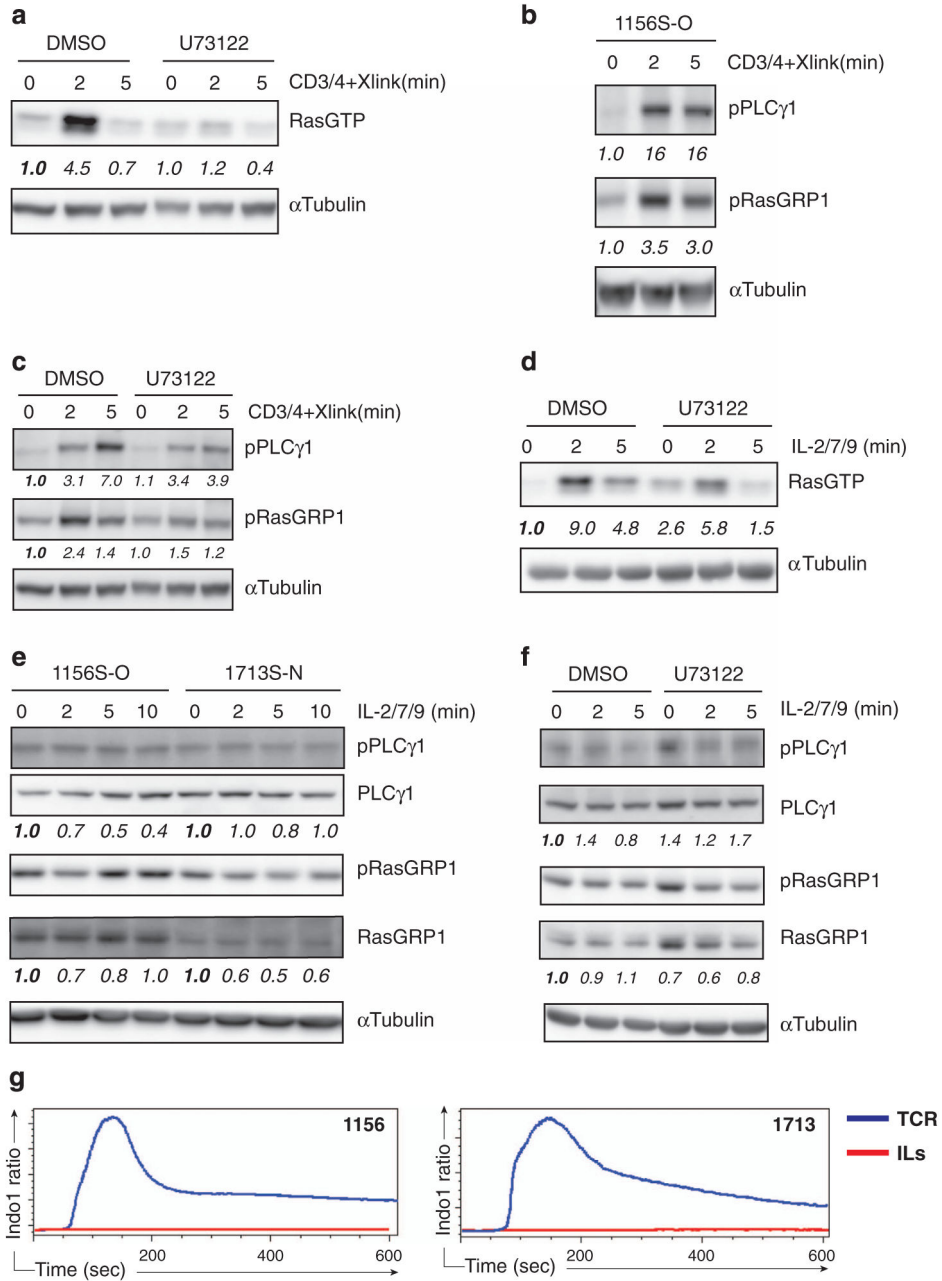 a
DMSO U73122
0 2 5 0 2 5 CD3/4+Xlink(min)
RasGTP
1.0 4.5 0.7 1.0 1.2 0.4
αTubulin
b
1156S-O
0 2 5 CD3/4+Xlink(min)
pPLCγ1
1.0 16 16
pRasGRP1
1.0 3.5 3.0
αTubulin
c
DMSO U73122
0 2 5 0 2 5 CD3/4+Xlink(min)
pPLCγ1
1.0 3.1 7.0 1.1 3.4 3.9
pRasGRP1
1.0 2.4 1.4 1.0 1.5 1.2
αTubulin
d
DMSO U73122
0 2 5 0 2 5 IL-2/7/9 (min)
RasGTP
1.0 9.0 4.8 2.6 5.8 1.5
αTubulin
e
1156S-O 1713S-N
0 2 5 10 0 2 5 10 IL-2/7/9 (min)
pPLCγ1
PLCγ1
1.0 0.7 0.5 0.4 1.0 1.0 0.8 1.0
pRasGRP1
RasGRP1
1.0 0.7 0.8 1.0 1.0 0.6 0.5 0.6
αTubulin
f
DMSO U73122
0 2 5 0 2 5 IL-2/7/9 (min)
pPLCγ1
PLCγ1
1.0 1.4 0.8 1.4 1.2 1.7
pRasGRP1
RasGRP1
1.0 0.9 1.1 0.7 0.6 0.8
αTubulin
g
Indo1 ratio
1156
200 400 600
Time (sec)
Indo1 ratio
1713
200 400 600
Time (sec)
TCR
ILs